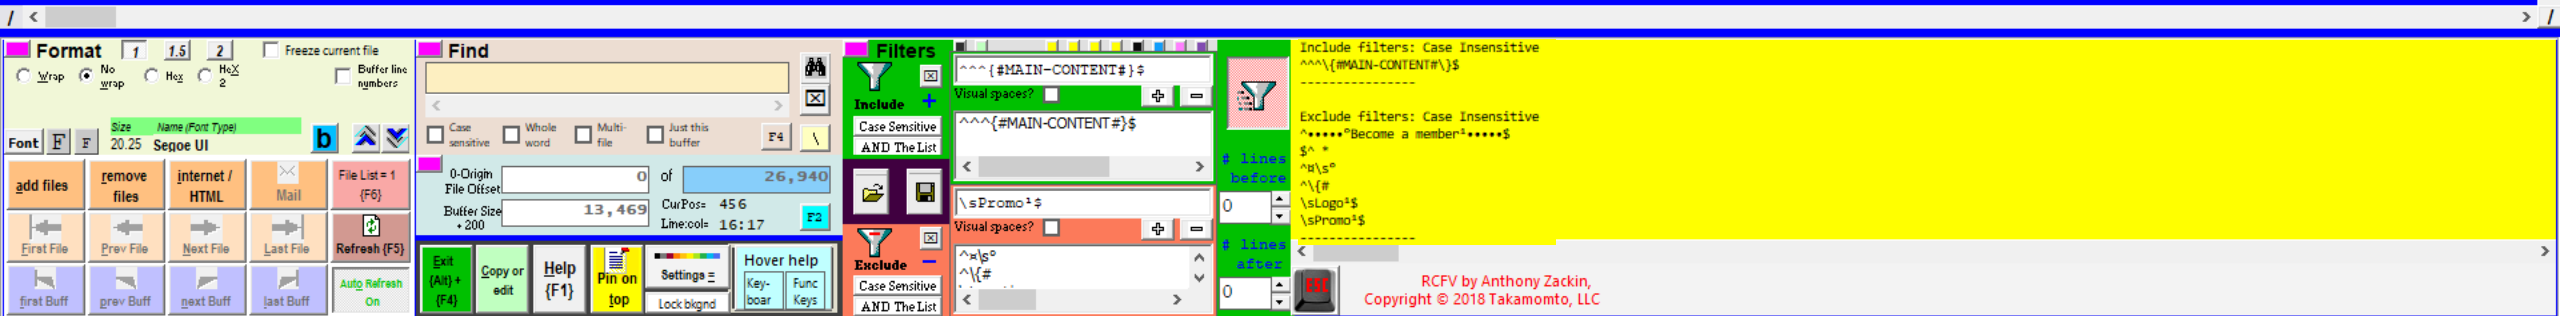 / < > /
Format 1 1.5 2 Freeze current file
Wrap No wrap Hex HeX 2 Buffer line numbers
Size Name (Font Type)
Font F F 20.25 Segoe UI b
add files remove files internet / HTML Mail File List = 1 {F6}
First File Prev File Next File Last File Refresh {F5}
first Buff prev Buff next Buff last Buff Auto Refresh On
Find
< >
Case sensitive Whole word Multi-file Just this buffer F4 \
0-Origin File Offset 0 of 26,940
Buffer Size +200 13,469 CurPos= 456
Line:col= 16:17 F2
Exit {Alt} + {F4} Copy or edit Help {F1} Pin on top Settings = Lock bkgnd Hover help Key-boar Func Keys
Filters
Include +
Case Sensitive
AND The List
^^^{#MAIN-CONTENT#}$
Visual spaces? + -
^^^{#MAIN-CONTENT#}$
< >
Exclude -
Case Sensitive
AND The List
\sPromo¹$
Visual spaces? + -
^¤\s°
^\{#
< >
# lines before
0
# lines after
0
Include filters: Case Insensitive
^^^\{#MAIN-CONTENT#\}$
----------------
Exclude filters: Case Insensitive
^•••••°Become a member¹•••••$
$^ *
^¤\s°
^\{#
\sLogo¹$
\sPromo¹$
----------------
< >
ESC
RCFV by Anthony Zackin,
Copyright © 2018 Takamomto, LLC